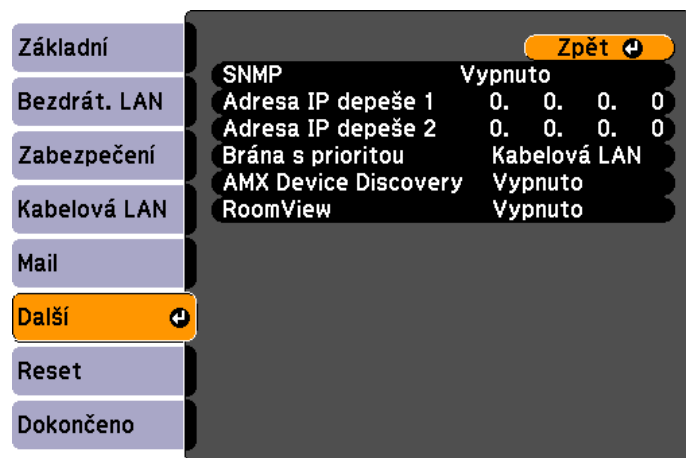 Základní
Bezdrát. LAN
Zabezpečení
Kabelová LAN
Mail
Další
Reset
Dokončeno
Zpět
SNMP Vypnuto
Adresa IP depeše 1 0. 0. 0. 0
Adresa IP depeše 2 0. 0. 0. 0
Brána s prioritou Kabelová LAN
AMX Device Discovery Vypnuto
RoomView Vypnuto